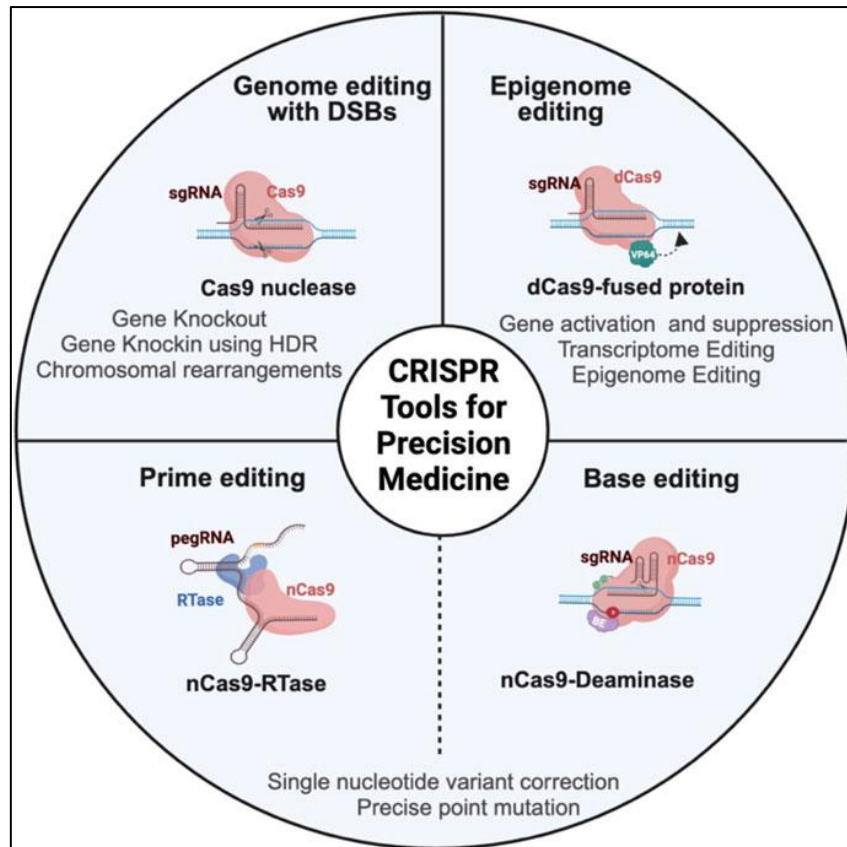 Genome editing
with DSBs
sgRNA
Cas9
Cas9 nuclease
Gene Knockout
Gene Knockin using HDR
Chromosomal rearrangements
Epigenome
editing
sgRNA
dCas9
VP64
dCas9-fused protein
Gene activation and suppression
Transcriptome Editing
Epigenome Editing
CRISPR
Tools for
Precision
Medicine
Prime editing
pegRNA
RTase
nCas9
nCas9-RTase
Base editing
sgRNA
nCas9
BE
nCas9-Deaminase
Single nucleotide variant correction
Precise point mutation